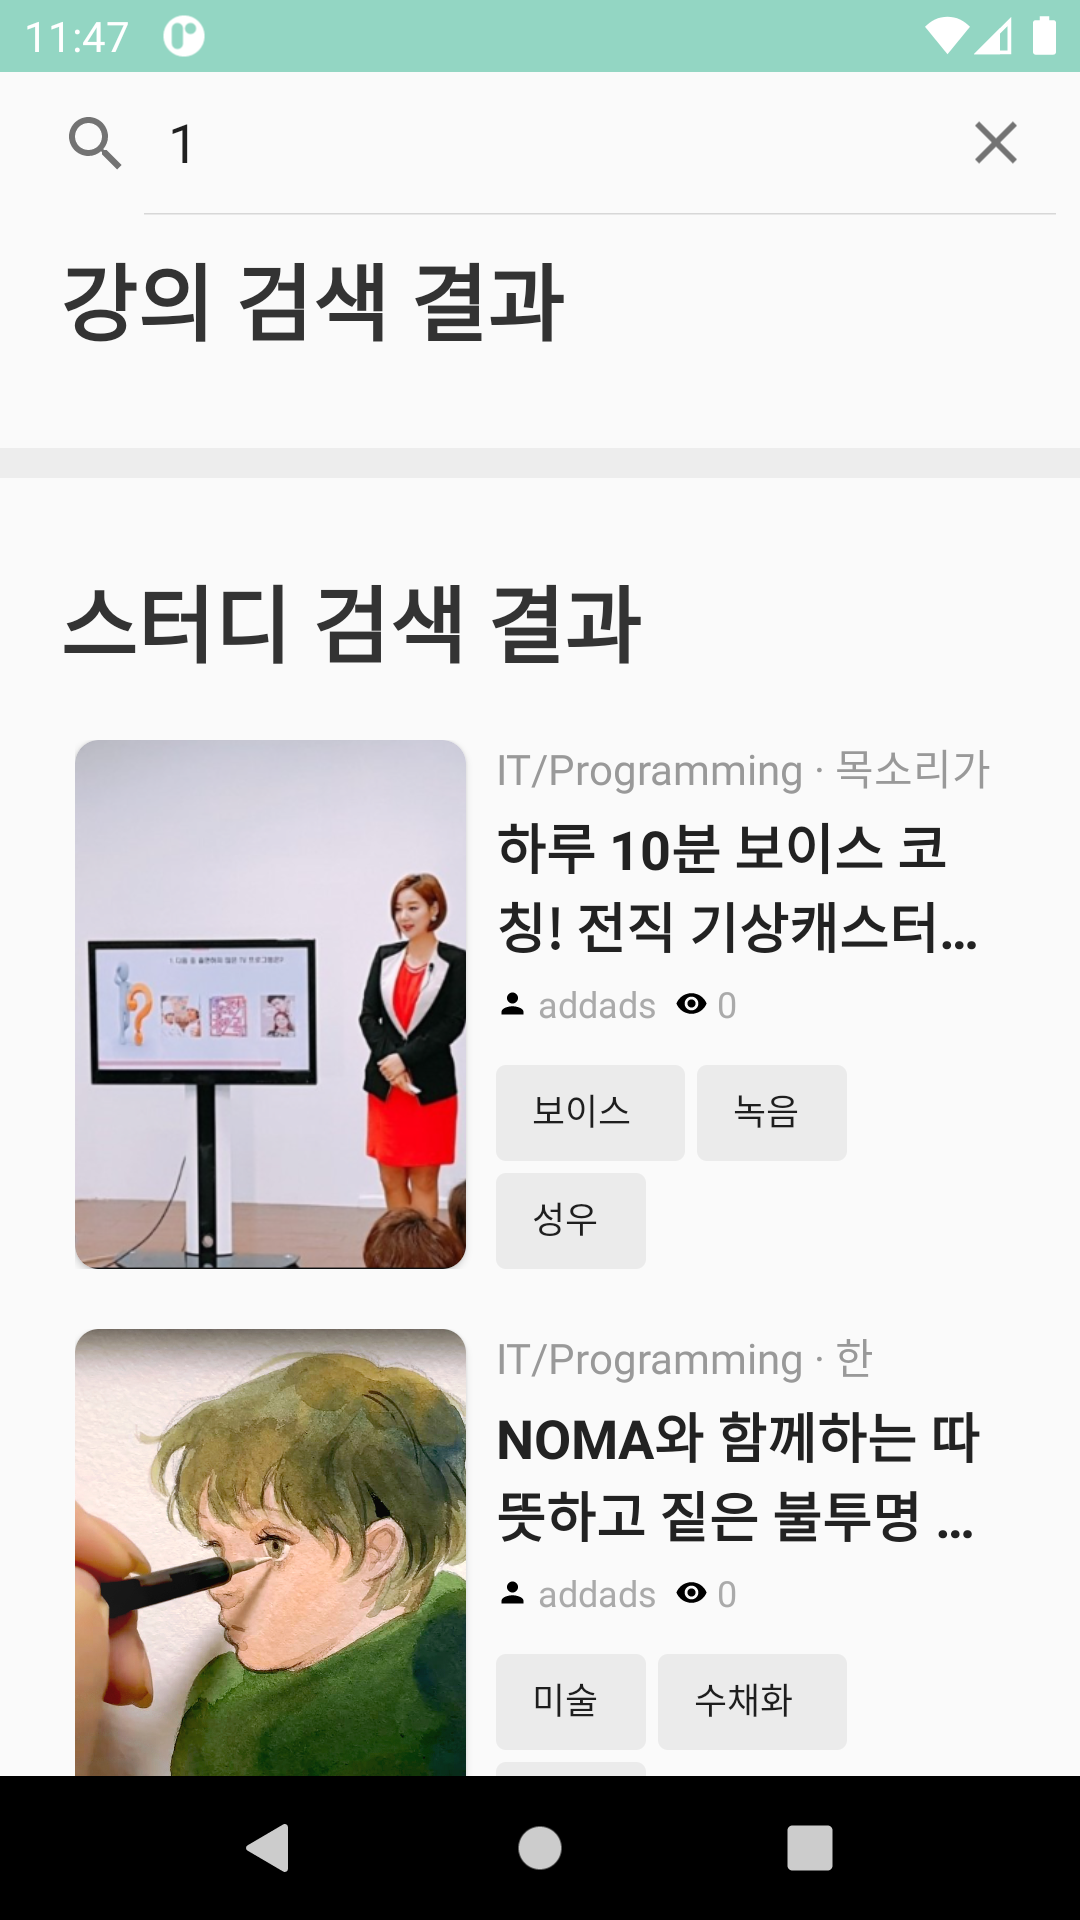 11:47
1
강의 검색 결과
스터디 검색 결과
IT/Programming · 목소리가
하루 10분 보이스 코
칭! 전직 기상캐스터...
addads 0
보이스 녹음
성우
IT/Programming · 한
NOMA와 함께하는 따
뜻하고 짙은 불투명 ...
addads 0
미술 수채화